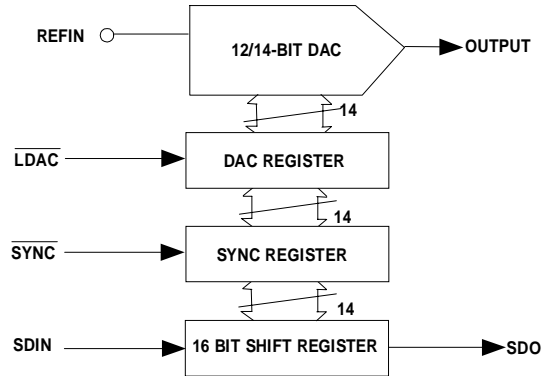 REFIN
12/14-BIT DAC
OUTPUT
14
LDAC
DAC REGISTER
14
SYNC
SYNC REGISTER
14
SDIN
16 BIT SHIFT REGISTER
SDO